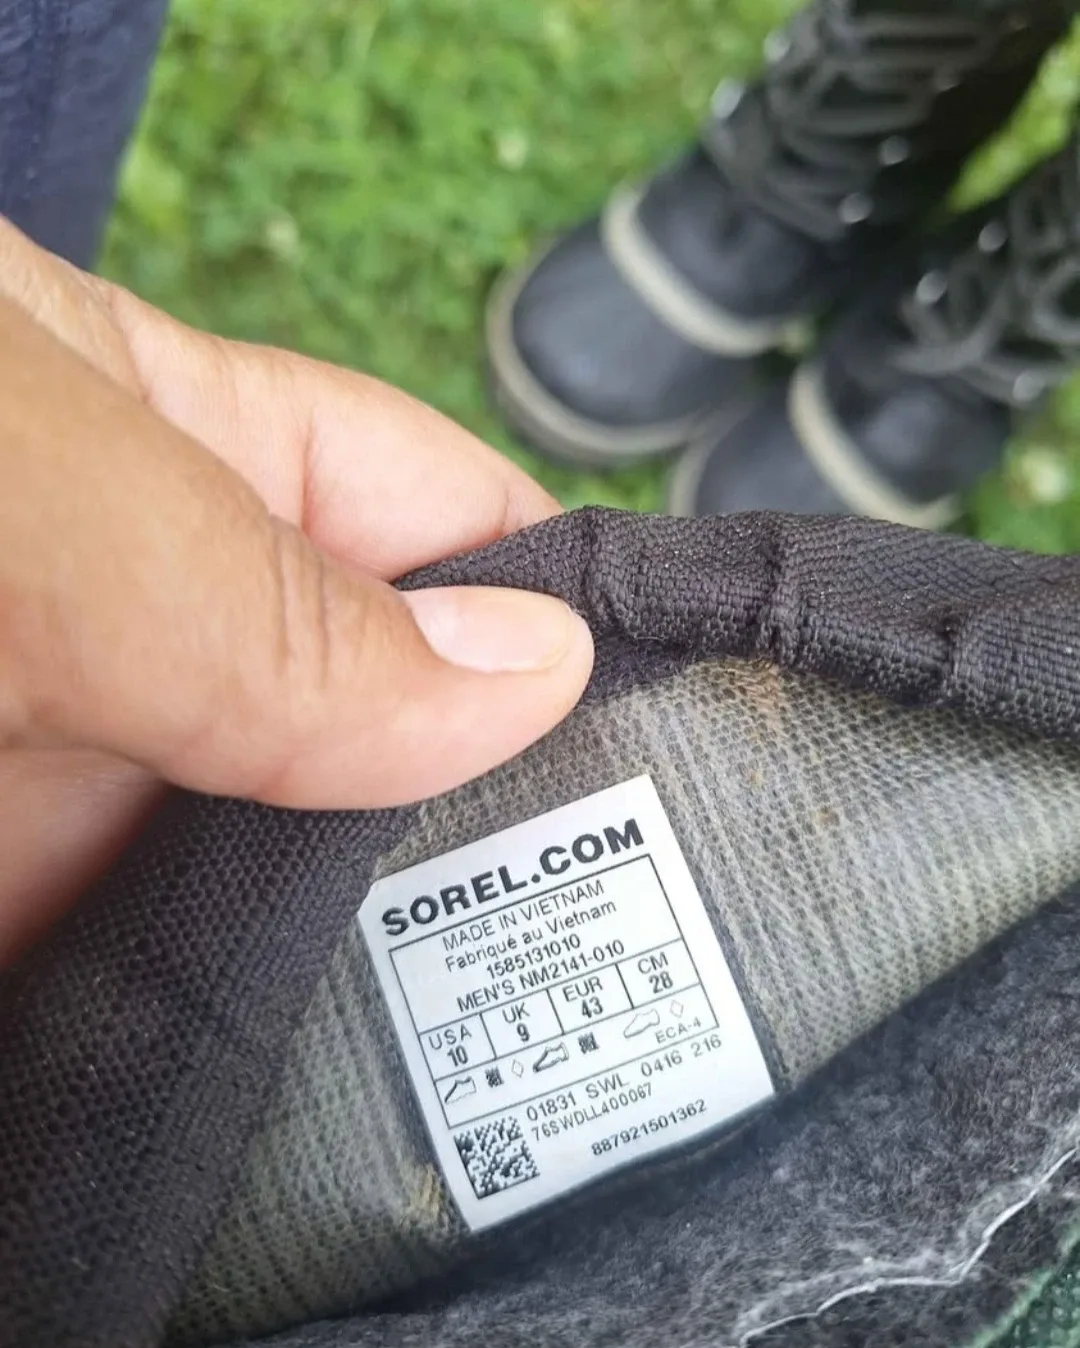 SOREL.COM
MADE IN VIETNAM
Fabriqué au Vietnam
1585131010
MEN'S NM2141-010
USA UK EUR CM
10 9 43 28
ECA-4
01831 SWL 0416 216
76SWDLL400067
887921501362